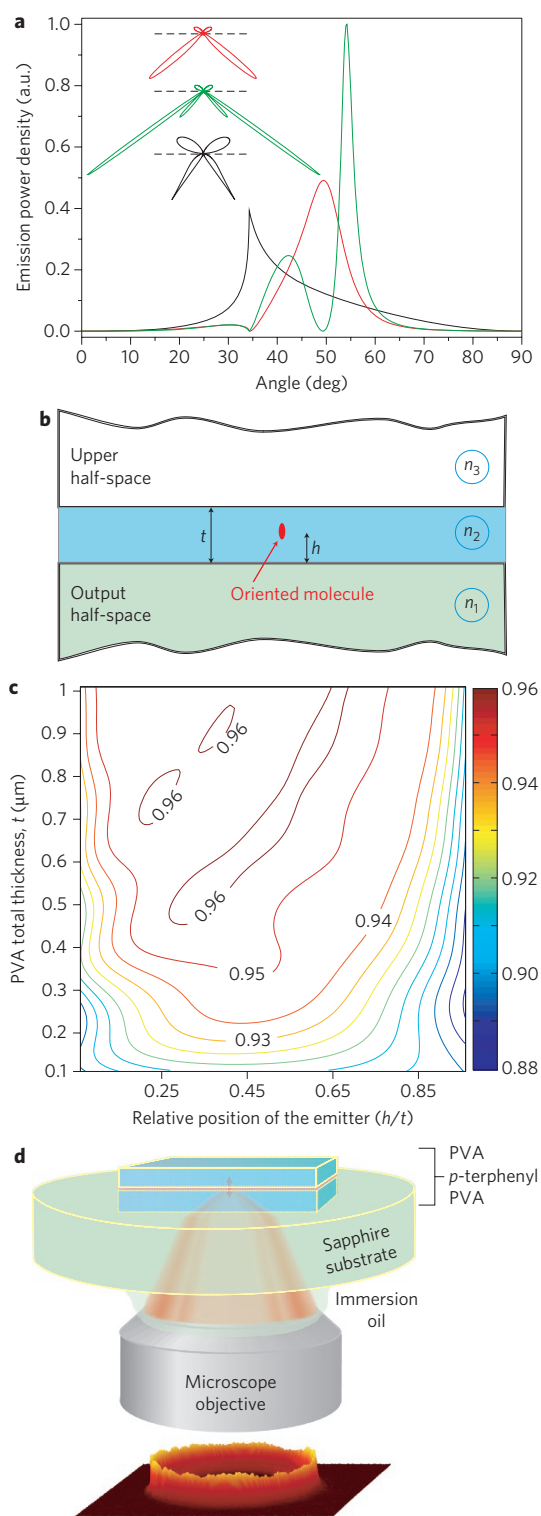 a
Emission power density (a.u.)
1.0
0.8
0.6
0.4
0.2
0.0
0 10 20 30 40 50 60 70 80 90
Angle (deg)
b
Upper
half-space
n3
t
h
n2
Oriented molecule
Output
half-space
n1
c
PVA total thickness, t (μm)
1
0.9
0.8
0.7
0.6
0.5
0.4
0.3
0.2
0.1
0.96
0.96
0.96
0.94
0.95
0.93
0.25 0.45 0.65 0.85
Relative position of the emitter (h/t)
0.96
0.94
0.92
0.90
0.88
d
PVA
p-terphenyl
PVA
Sapphire
substrate
Immersion
oil
Microscope
objective